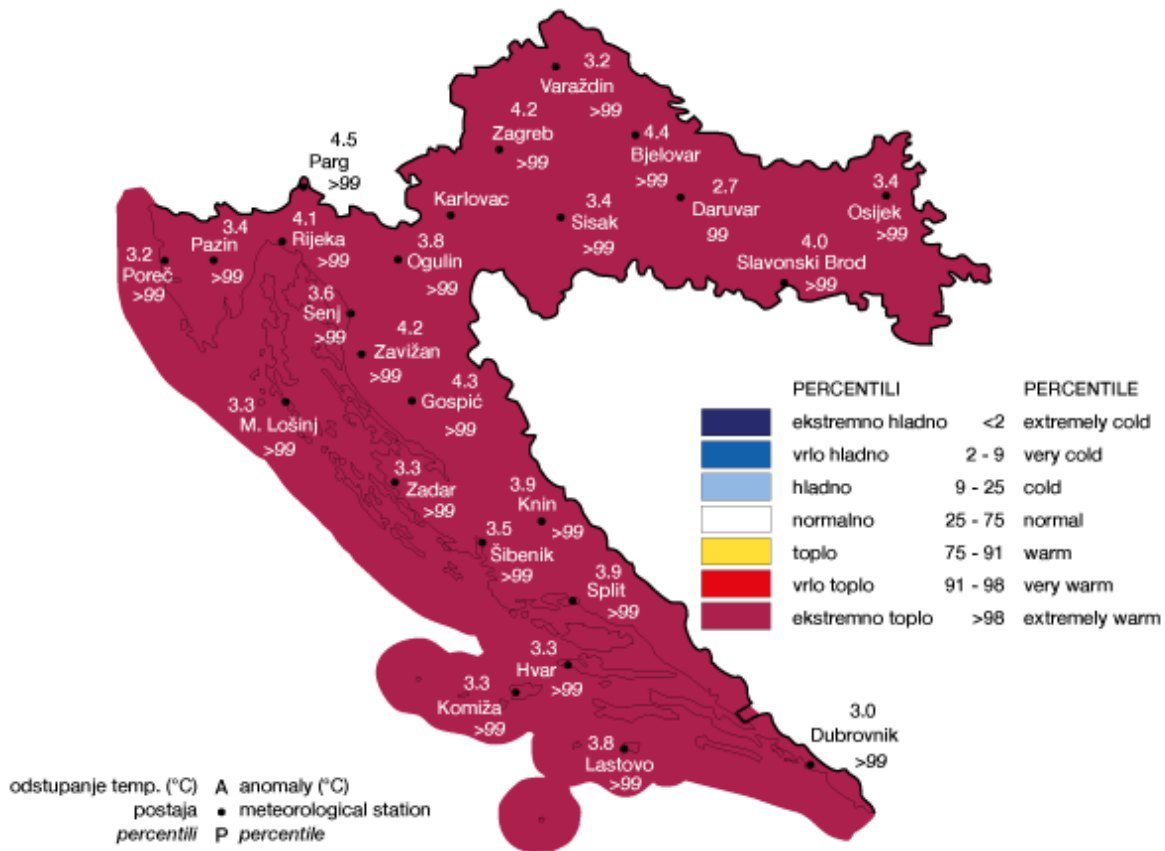 3.2
Varaždin
>99
4.2
Zagreb
>99
4.4
Bjelovar
>99
4.5
Parg
>99
Karlovac
3.4
Sisak
>99
2.7
Daruvar
99
3.4
Osijek
>99
4.0
Slavonski Brod
>99
3.2
Poreč
>99
3.4
Pazin
>99
4.1
Rijeka
>99
3.8
Ogulin
>99
3.6
Senj
>99
4.2
Zavižan
>99
4.3
Gospić
>99
3.3
M. Lošinj
>99
3.3
Zadar
>99
3.9
Knin
>99
3.5
Šibenik
>99
3.9
Split
>99
3.3
Hvar
>99
3.3
Komiža
>99
3.8
Lastovo
>99
3.0
Dubrovnik
>99
PERCENTILI PERCENTILE
ekstremno hladno <2 extremely cold
vrlo hladno 2 - 9 very cold
hladno 9 - 25 cold
normalno 25 - 75 normal
toplo 75 - 91 warm
vrlo toplo 91 - 98 very warm
ekstremno toplo >98 extremely warm
odstupanje temp. (°C) A anomaly (°C)
postaja • meteorological station
percentili P percentile